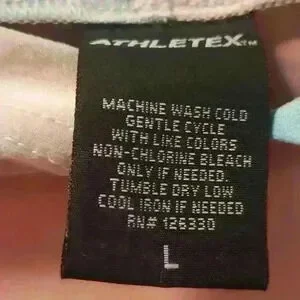 ATHLETEX™
MACHINE WASH COLD
GENTLE CYCLE
WITH LIKE COLORS
NON-CHLORINE BLEACH
ONLY IF NEEDED.
TUMBLE DRY LOW
COOL IRON IF NEEDED
RN# 126330
L